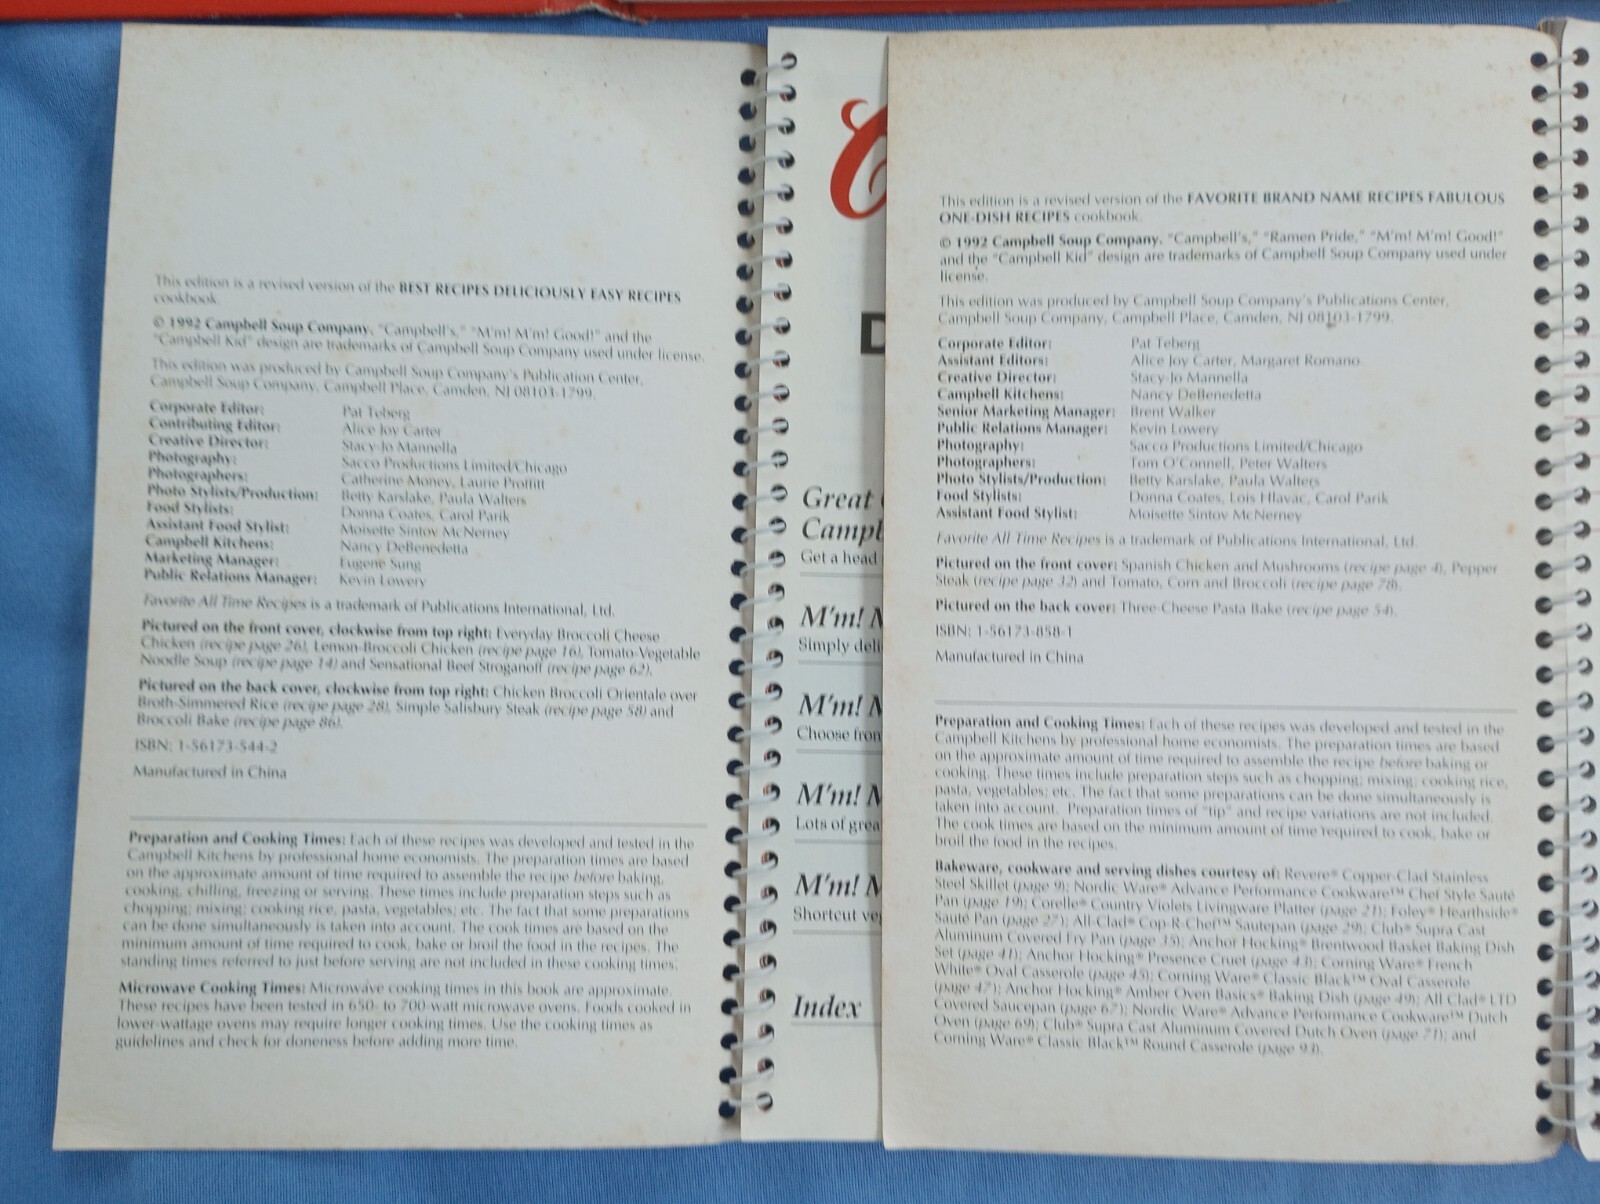 This edition is a revised version of the BEST RECIPES DELICIOUSLY EASY RECIPES
cookbook.
© 1992 Campbell Soup Company. "Campbell's," "M'm! M'm! Good!" and the
"Campbell Kid" design are trademarks of Campbell Soup Company used under license.
This edition was produced by Campbell Soup Company's Publication Center,
Campbell Soup Company, Campbell Place, Camden, NJ 08103-1799.
Corporate Editor: Pat Teberg
Contributing Editor: Alice Joy Carter
Creative Director: Stacy-Jo Mannella
Photography: Sacco Productions Limited/Chicago
Photographers: Catherine Money, Laurie Proffitt
Photo Stylists/Production: Betty Karslake, Paula Walters
Food Stylists: Donna Coates, Carol Parik
Assistant Food Stylist: Moisette Sintov McNerney
Campbell Kitchens: Nancy DeBenedetta
Marketing Manager: Eugene Sung
Public Relations Manager: Kevin Lowery
Favorite All Time Recipes is a trademark of Publications International, Ltd.
Pictured on the front cover, clockwise from top right: Everyday Broccoli Cheese
Chicken (recipe page 26), Lemon-Broccoli Chicken (recipe page 16), Tomato-Vegetable
Noodle Soup (recipe page 14) and Sensational Beef Stroganoff (recipe page 62).
Pictured on the back cover, clockwise from top right: Chicken Broccoli Orientale over
Broth-Simmered Rice (recipe page 28), Simple Salisbury Steak (recipe page 58) and
Broccoli Bake (recipe page 86).
ISBN: 1-56173-544-2
Manufactured in China
Preparation and Cooking Times: Each of these recipes was developed and tested in the
Campbell Kitchens by professional home economists. The preparation times are based
on the approximate amount of time required to assemble the recipe before baking,
cooking, chilling, freezing or serving. These times include preparation steps such as
chopping; mixing; cooking rice, pasta, vegetables; etc. The fact that some preparations
can be done simultaneously is taken into account. The cook times are based on the
minimum amount of time required to cook, bake or broil the food in the recipes. The
standing times referred to just before serving are not included in these cooking times.
Microwave Cooking Times: Microwave cooking times in this book are approximate.
These recipes have been tested in 650- to 700-watt microwave ovens. Foods cooked in
lower-wattage ovens may require longer cooking times. Use the cooking times as
guidelines and check for doneness before adding more time.
C
D
Great
Campb
Get a head
M'm! M
Simply deli
M'm! M
Choose from
M'm! M
Lots of grea
M'm! M
Shortcut veg
Index
This edition is a revised version of the FAVORITE BRAND NAME RECIPES FABULOUS
ONE-DISH RECIPES cookbook.
© 1992 Campbell Soup Company. "Campbell's," "Ramen Pride," "M'm! M'm! Good!"
and the "Campbell Kid" design are trademarks of Campbell Soup Company used under
license.
This edition was produced by Campbell Soup Company's Publications Center,
Campbell Soup Company, Campbell Place, Camden, NJ 08103-1799.
Corporate Editor: Pat Teberg
Assistant Editors: Alice Joy Carter, Margaret Romano
Creative Director: Stacy-Jo Mannella
Campbell Kitchens: Nancy DeBenedetta
Senior Marketing Manager: Brent Walker
Public Relations Manager: Kevin Lowery
Photography: Sacco Productions Limited/Chicago
Photographers: Tom O'Connell, Peter Walters
Photo Stylists/Production: Betty Karslake, Paula Walters
Food Stylists: Donna Coates, Lois Hlavac, Carol Parik
Assistant Food Stylist: Moisette Sintov McNerney
Favorite All Time Recipes is a trademark of Publications International, Ltd.
Pictured on the front cover: Spanish Chicken and Mushrooms (recipe page 4), Pepper
Steak (recipe page 32) and Tomato, Corn and Broccoli (recipe page 78).
Pictured on the back cover: Three-Cheese Pasta Bake (recipe page 54).
ISBN: 1-56173-858-1
Manufactured in China
Preparation and Cooking Times: Each of these recipes was developed and tested in the
Campbell Kitchens by professional home economists. The preparation times are based
on the approximate amount of time required to assemble the recipe before baking or
cooking. These times include preparation steps such as chopping; mixing; cooking rice,
pasta, vegetables; etc. The fact that some preparations can be done simultaneously is
taken into account. Preparation times of "tip" and recipe variations are not included.
The cook times are based on the minimum amount of time required to cook, bake or
broil the food in the recipes.
Bakeware, cookware and serving dishes courtesy of: Revere® Copper-Clad Stainless
Steel Skillet (page 9); Nordic Ware® Advance Performance Cookware™ Chef Style Sauté
Pan (page 19); Corelle® Country Violets Livingware Platter (page 21); Foley® Hearthside®
Sauté Pan (page 27); All-Clad® Cop-R-Chef™ Sautepan (page 29); Club® Supra Cast
Aluminum Covered Fry Pan (page 35); Anchor Hocking® Brentwood Basket Baking Dish
Set (page 41); Anchor Hocking® Presence Cruet (page 43); Corning Ware® French
White® Oval Casserole (page 45); Corning Ware® Classic Black™ Oval Casserole
(page 47); Anchor Hocking® Amber Oven Basics® Baking Dish (page 49); All Clad® LTD
Covered Saucepan (page 67); Nordic Ware® Advance Performance Cookware™ Dutch
Oven (page 69); Club® Supra Cast Aluminum Covered Dutch Oven (page 71); and
Corning Ware® Classic Black™ Round Casserole (page 93).